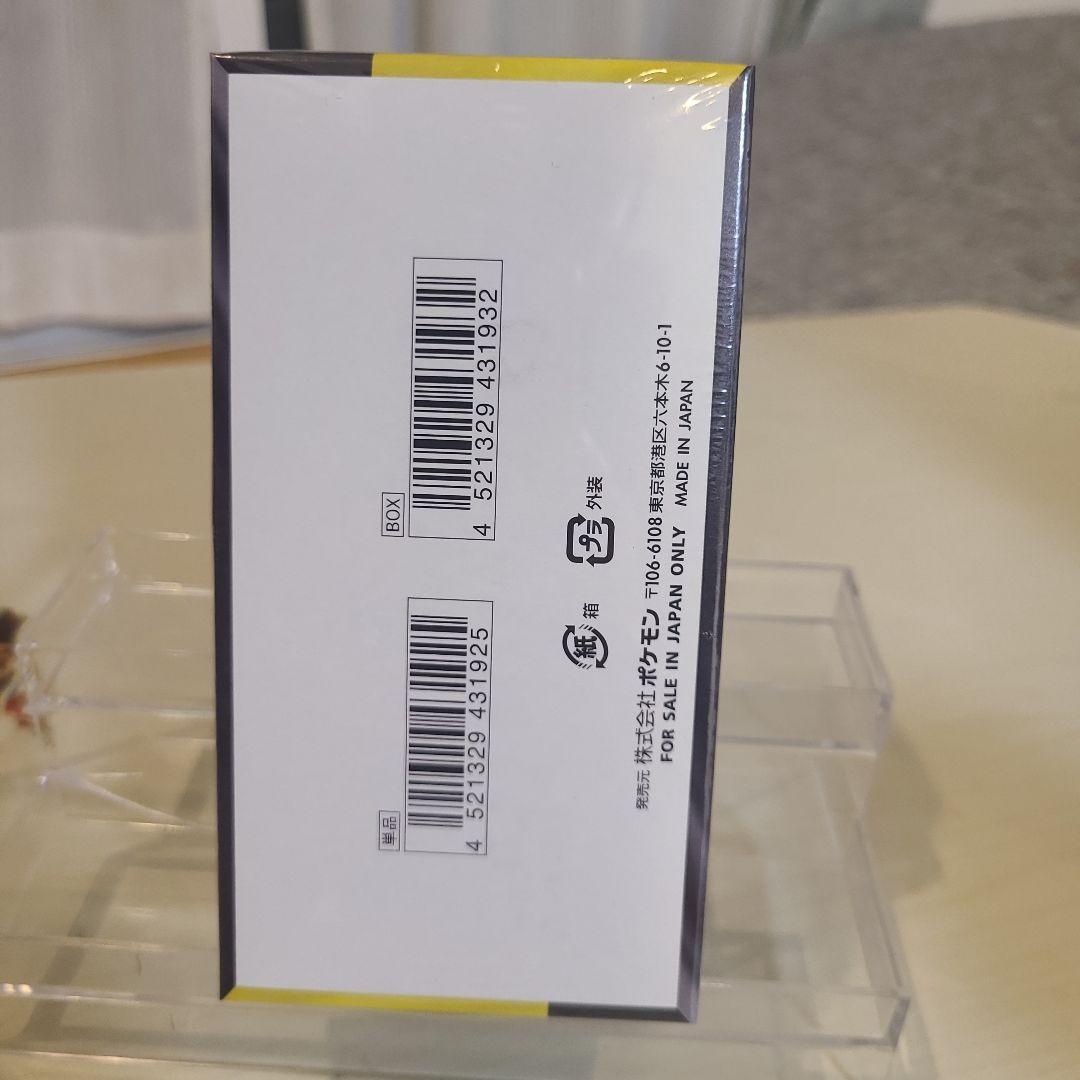 単品
4 521329 431925
BOX
4 521329 431932
紙 箱
プラ 外装
発売元 株式会社 ポケモン 〒106-6108 東京都港区六本木6-10-1
FOR SALE IN JAPAN ONLY MADE IN JAPAN